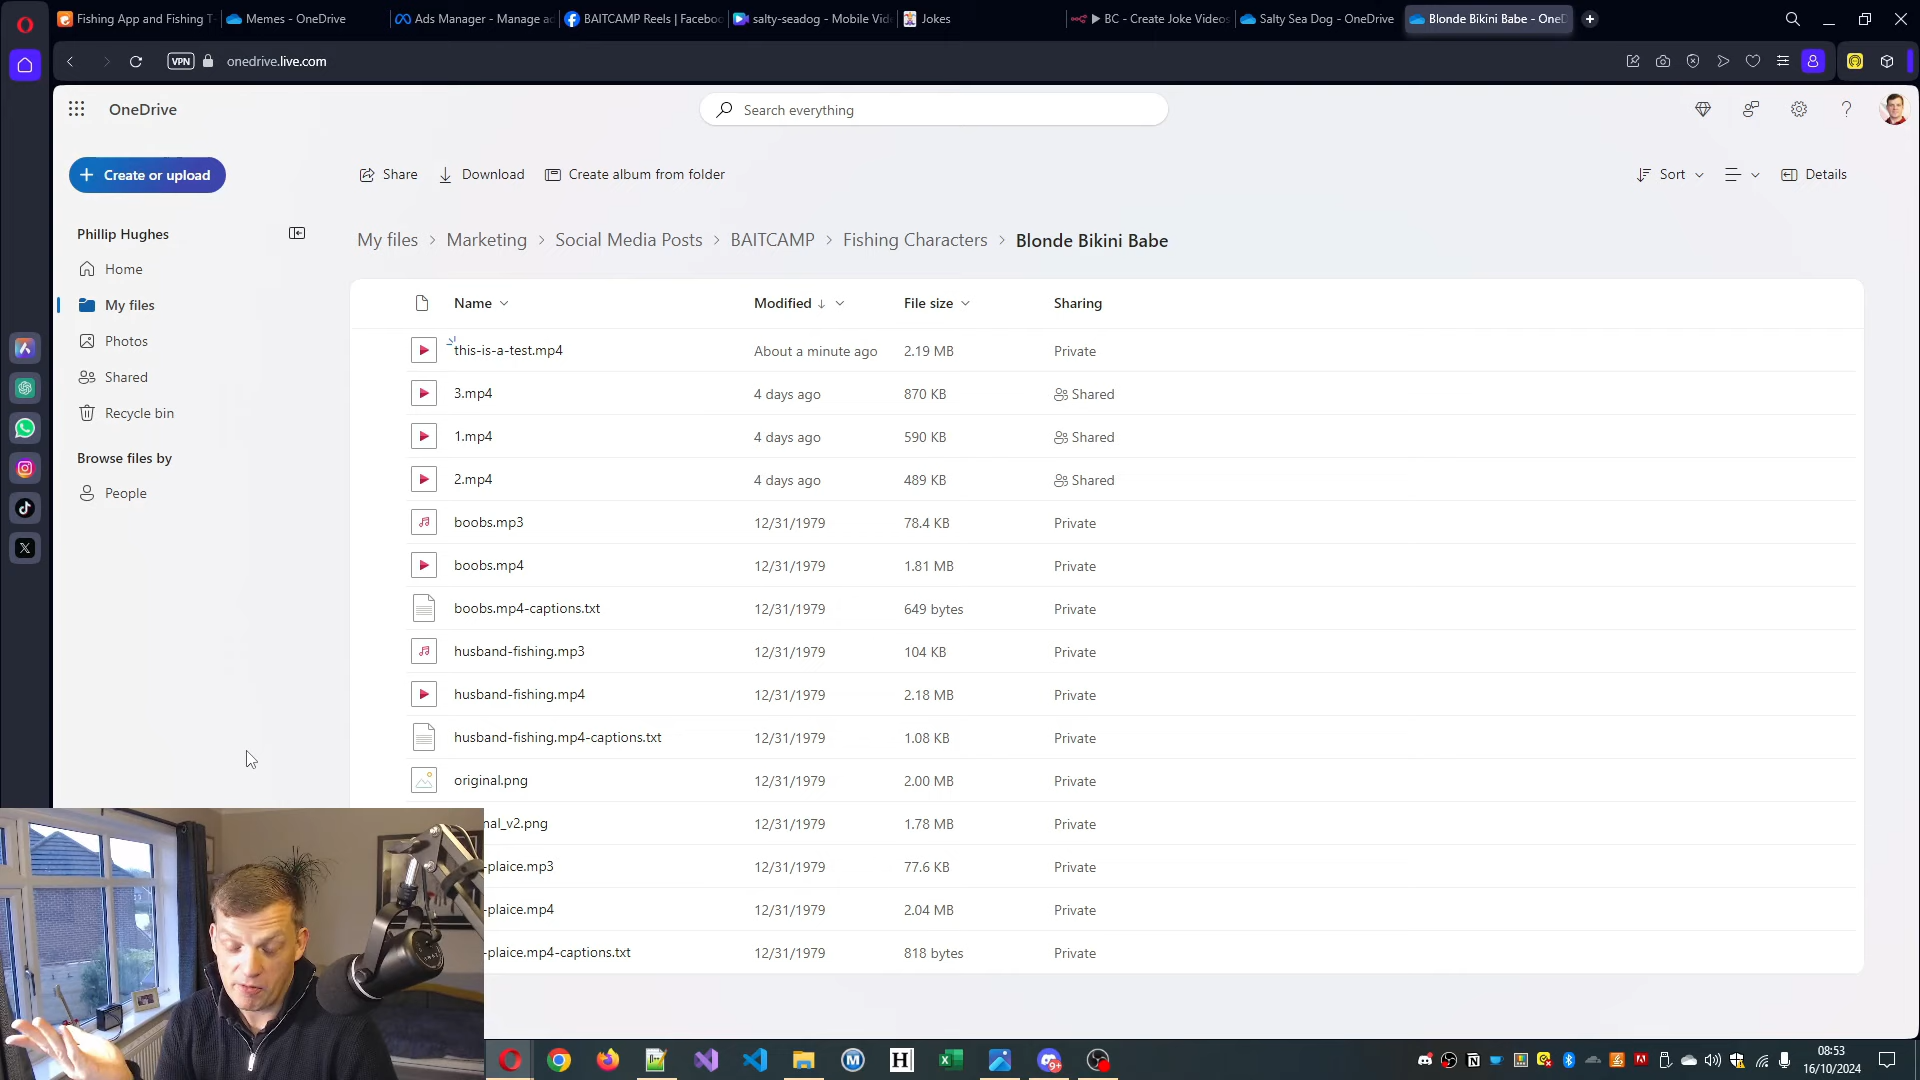 Fishing App and Fishing T
Memes - OneDrive
Ads Manager - Manage ad
BAITCAMP Reels | Faceboo
salty-seadog - Mobile Vid
Jokes
BC - Create Joke Videos
Salty Sea Dog - OneDrive
Blonde Bikini Babe - OneD
VPN
onedrive.live.com
OneDrive
Search everything
Create or upload
Share
Download
Create album from folder
Sort
Details
Phillip Hughes
Home
My files
Photos
Shared
Recycle bin
Browse files by
People
My files > Marketing > Social Media Posts > BAITCAMP > Fishing Characters > Blonde Bikini Babe
Name Modified File size Sharing
this-is-a-test.mp4 About a minute ago 2.19 MB Private
3.mp4 4 days ago 870 KB Shared
1.mp4 4 days ago 590 KB Shared
2.mp4 4 days ago 489 KB Shared
boobs.mp3 12/31/1979 78.4 KB Private
boobs.mp4 12/31/1979 1.81 MB Private
boobs.mp4-captions.txt 12/31/1979 649 bytes Private
husband-fishing.mp3 12/31/1979 104 KB Private
husband-fishing.mp4 12/31/1979 2.18 MB Private
husband-fishing.mp4-captions.txt 12/31/1979 1.08 KB Private
original.png 12/31/1979 2.00 MB Private
nal_v2.png 12/31/1979 1.78 MB Private
-plaice.mp3 12/31/1979 77.6 KB Private
-plaice.mp4 12/31/1979 2.04 MB Private
-plaice.mp4-captions.txt 12/31/1979 818 bytes Private
08:53
16/10/2024